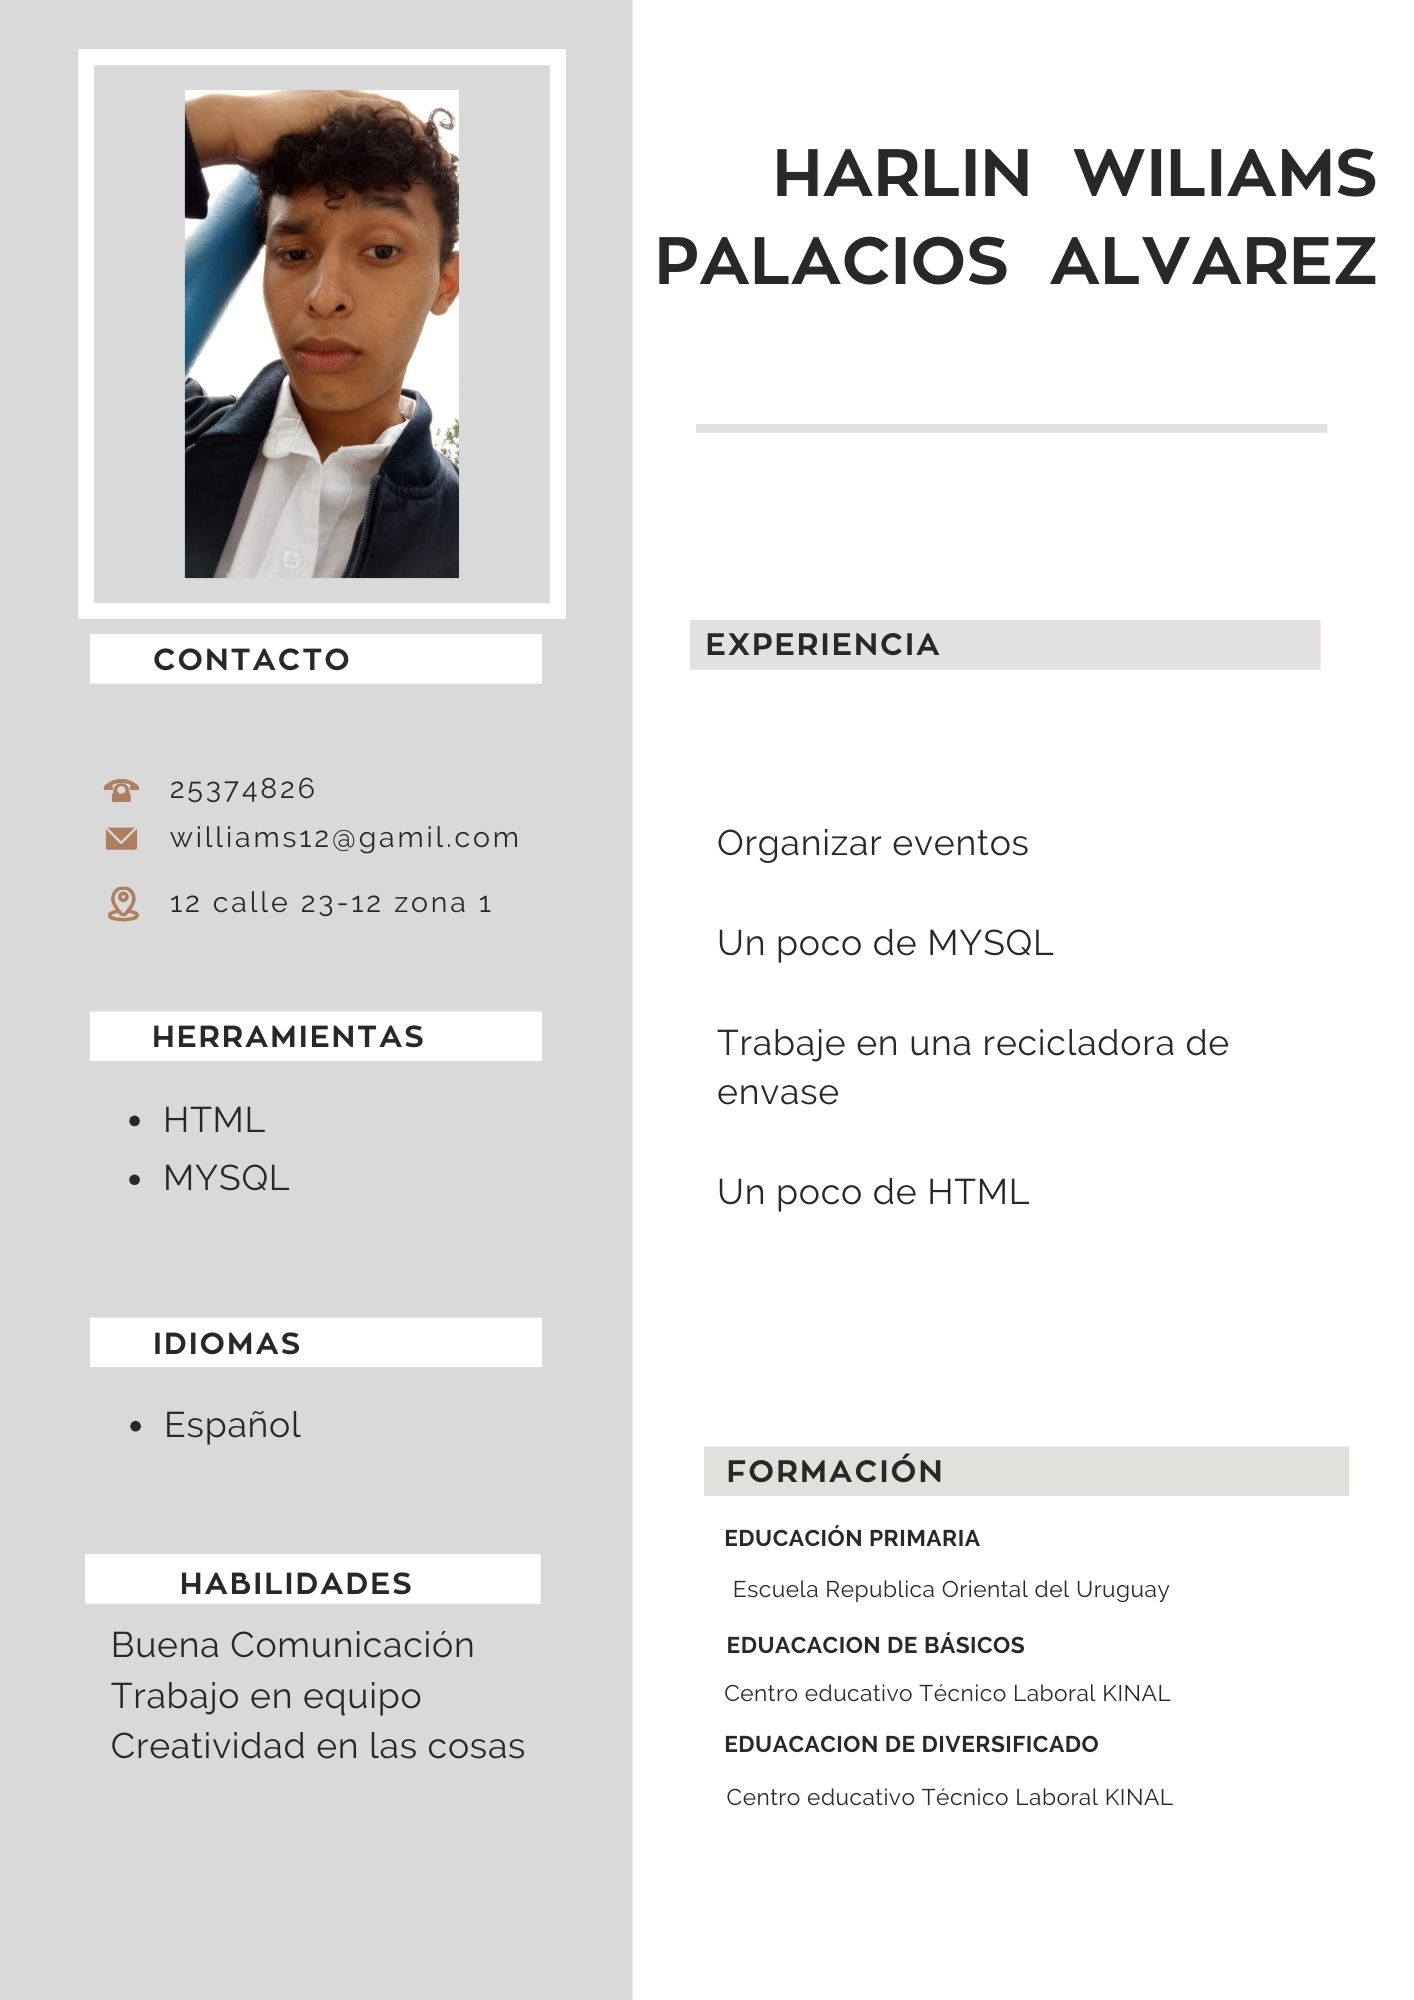 HARLIN WILIAMS
PALACIOS ALVAREZ
CONTACTO
25374826
williams12@gamil.com
12 calle 23-12 zona 1
HERRAMIENTAS
HTML
MYSQL
IDIOMAS
Español
HABILIDADES
Buena Comunicación
Trabajo en equipo
Creatividad en las cosas
EXPERIENCIA
Organizar eventos
Un poco de MYSQL
Trabaje en una recicladora de
envase
Un poco de HTML
FORMACIÓN
EDUCACIÓN PRIMARIA
Escuela Republica Oriental del Uruguay
EDUACACION DE BÁSICOS
Centro educativo Técnico Laboral KINAL
EDUACACION DE DIVERSIFICADO
Centro educativo Técnico Laboral KINAL